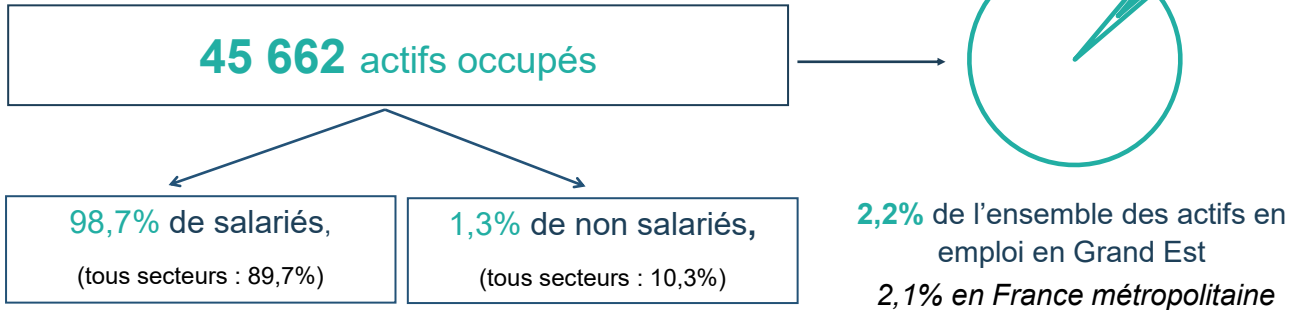 45 662 actifs occupés
98,7% de salariés,
(tous secteurs : 89,7%)
1,3% de non salariés,
(tous secteurs : 10,3%)
2,2% de l’ensemble des actifs en
emploi en Grand Est
2,1% en France métropolitaine